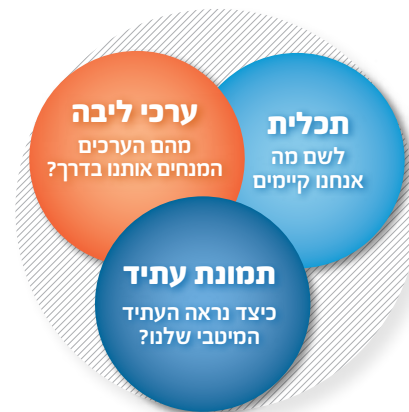 תכלית
לשם מה
אנחנו קיימים
ערכי ליבה
מהם הערכים
המנחים אותנו בדרך?
תמונת עתיד
כיצד נראה העתיד
המיטבי שלנו?